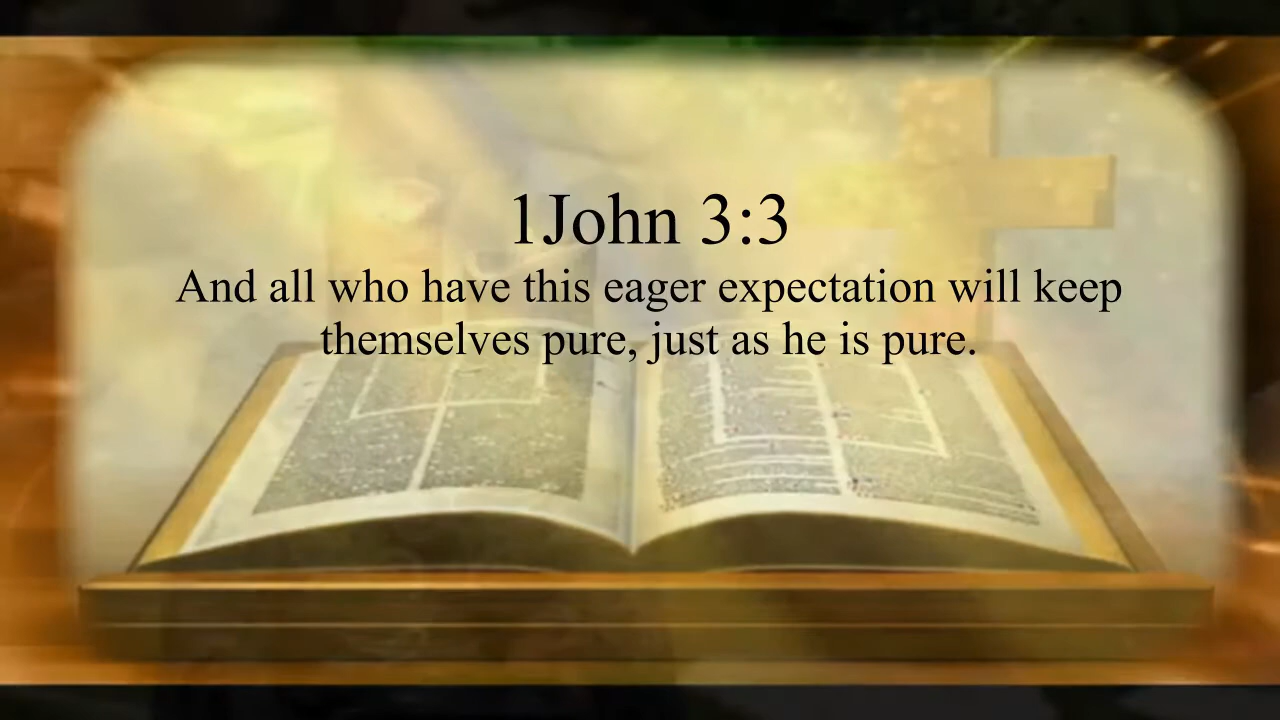 1John 3:3
And all who have this eager expectation will keep
themselves pure, just as he is pure.